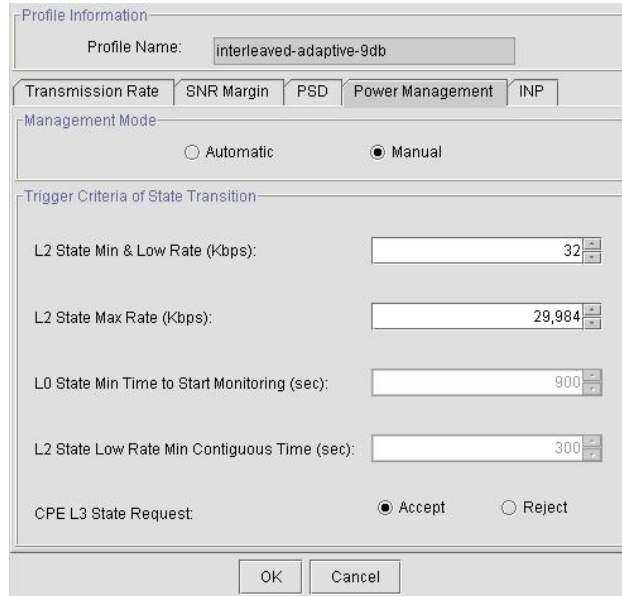 Profile Information
Profile Name: interleaved-adaptive-9db
Transmission Rate SNR Margin PSD Power Management INP
Management Mode
Automatic Manual
Trigger Criteria of State Transition
L2 State Min & Low Rate (Kbps): 32
L2 State Max Rate (Kbps): 29,984
L0 State Min Time to Start Monitoring (sec): 900
L2 State Low Rate Min Contiguous Time (sec): 300
CPE L3 State Request: Accept Reject
OK Cancel